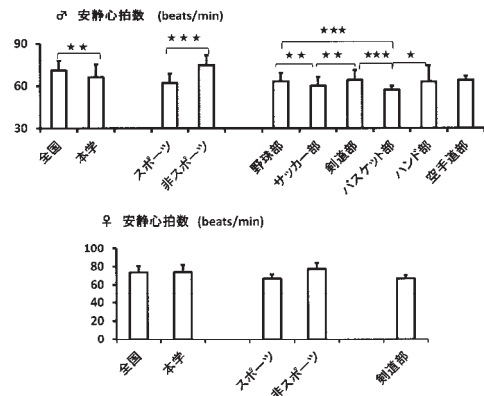 ♂ 安静心拍数 (beats/min)
★★★
★★ ★★★ ★★ ★★ ★★★ ★
90
60
30
全国 本学 スポーツ 非スポーツ 野球部 サッカー部 剣道部 バスケット部 ハンド部 空手道部
♀ 安静心拍数 (beats/min)
100
80
60
40
20
0
全国 本学 スポーツ 非スポーツ 剣道部